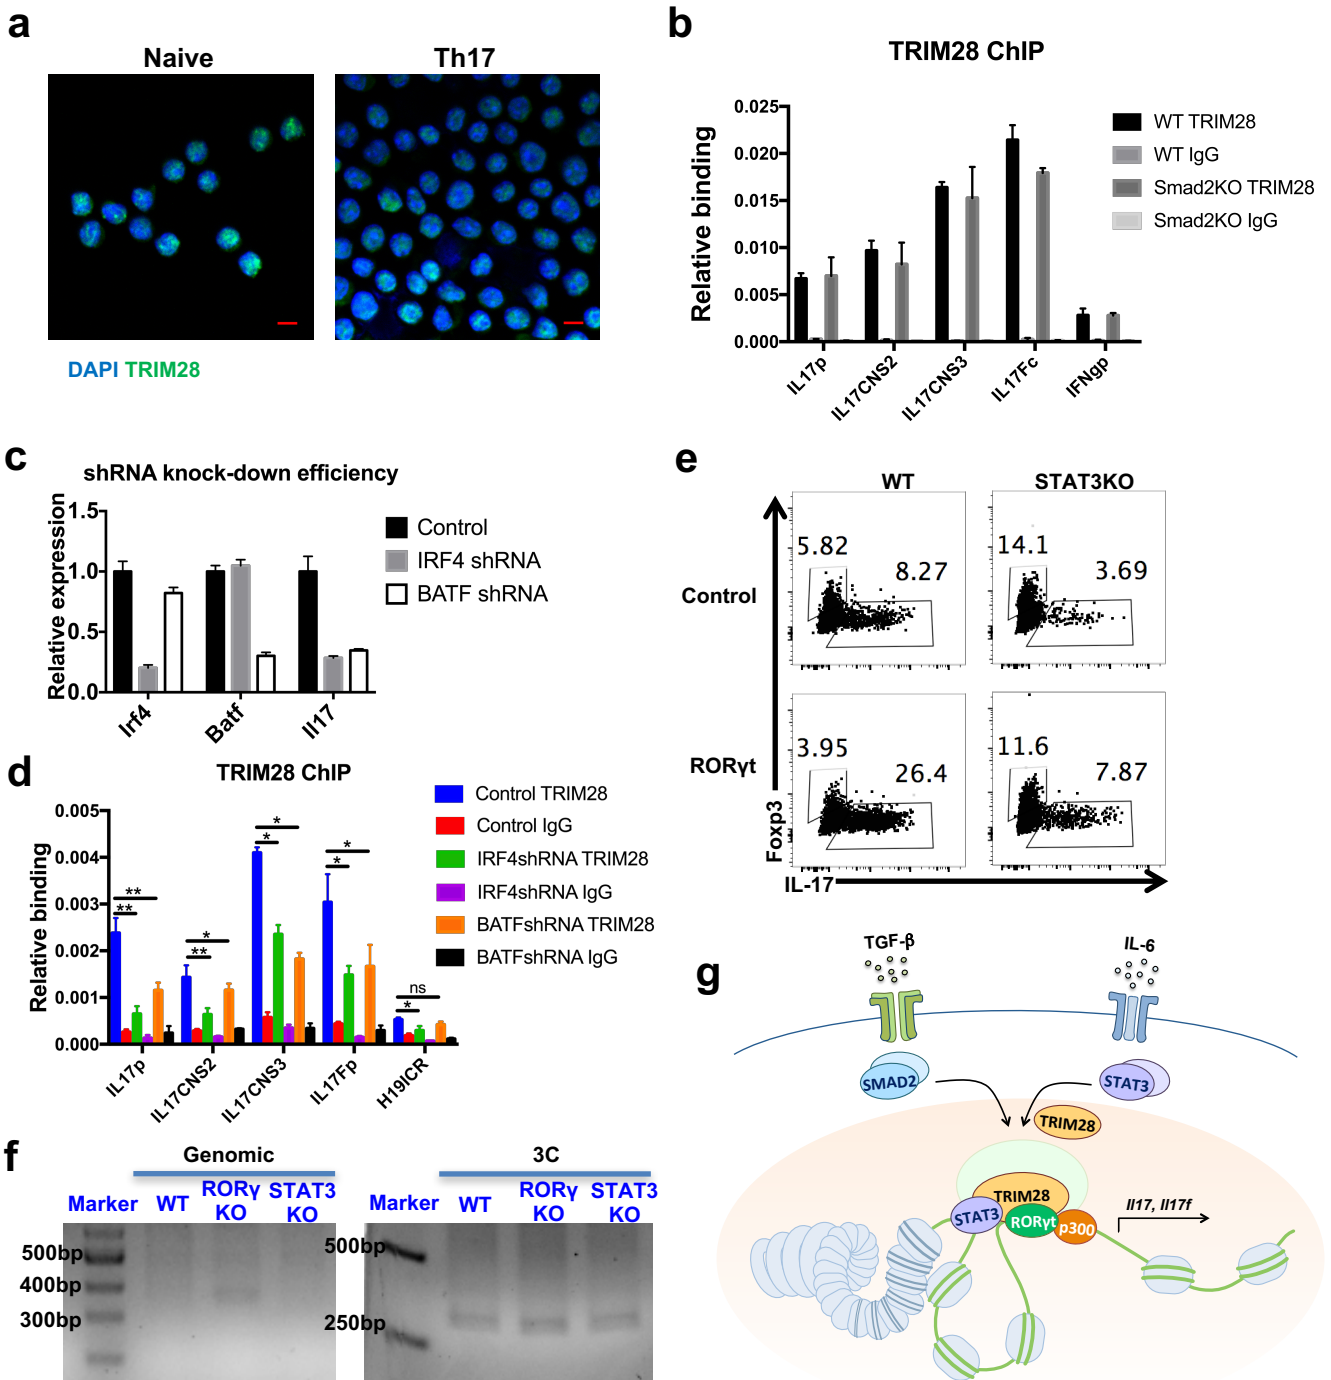 a
Naive
Th17
DAPI TRIM28
b
TRIM28 ChIP
Relative binding
0.025
0.020
0.015
0.010
0.005
0.000
IL17p
IL17CNS2
IL17CNS3
IL17Fc
IFNgp
WT TRIM28
WT IgG
Smad2KO TRIM28
Smad2KO IgG
c
shRNA knock-down efficiency
Relative expression
1.5
1.0
0.5
0.0
Irf4
Batf
Il17
Control
IRF4 shRNA
BATF shRNA
d
TRIM28 ChIP
Relative binding
0.005
0.004
0.003
0.002
0.001
0.000
**
**
*
**
*
*
*
*
ns
*
IL17p
IL17CNS2
IL17CNS3
IL17Fp
H19ICR
Control TRIM28
Control IgG
IRF4shRNA TRIM28
IRF4shRNA IgG
BATFshRNA TRIM28
BATFshRNA IgG
e
WT
STAT3KO
Control
5.82
8.27
14.1
3.69
RORγt
3.95
26.4
11.6
7.87
Foxp3
IL-17
f
Genomic
3C
Marker
WT
RORγ
KO
STAT3
KO
Marker
WT
RORγ
KO
STAT3
KO
500bp
400bp
300bp
500bp
250bp
g
TGF-β
IL-6
SMAD2
STAT3
TRIM28
TRIM28
STAT3
RORγt
p300
Il17, Il17f